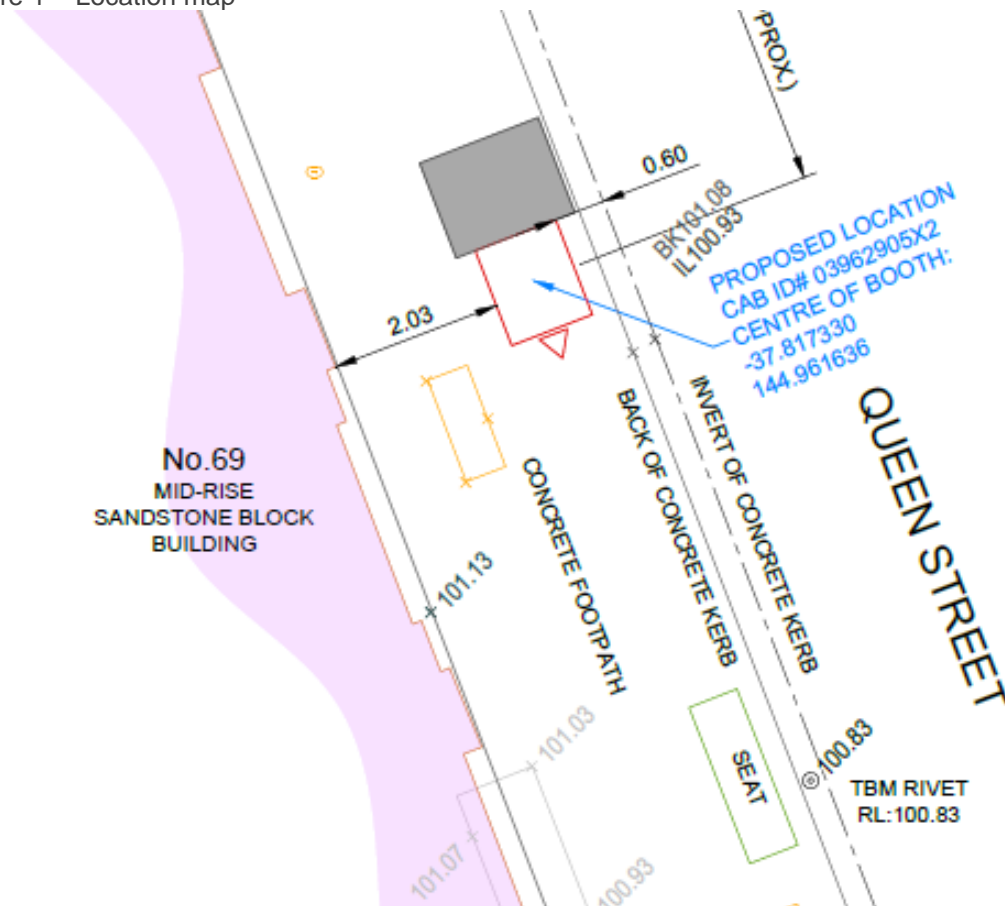 Location map
PROX.)
0.60
BK101.08
IL100.93
PROPOSED LOCATION
CAB ID# 03962905X2
CENTRE OF BOOTH:
-37.817330
144.961636
2.03
No.69
MID-RISE
SANDSTONE BLOCK
BUILDING
CONCRETE FOOTPATH
BACK OF CONCRETE KERB
INVERT OF CONCRETE KERB
QUEEN STREET
101.13
101.03
SEAT
100.83
TBM RIVET
RL:100.83
101.07
100.93